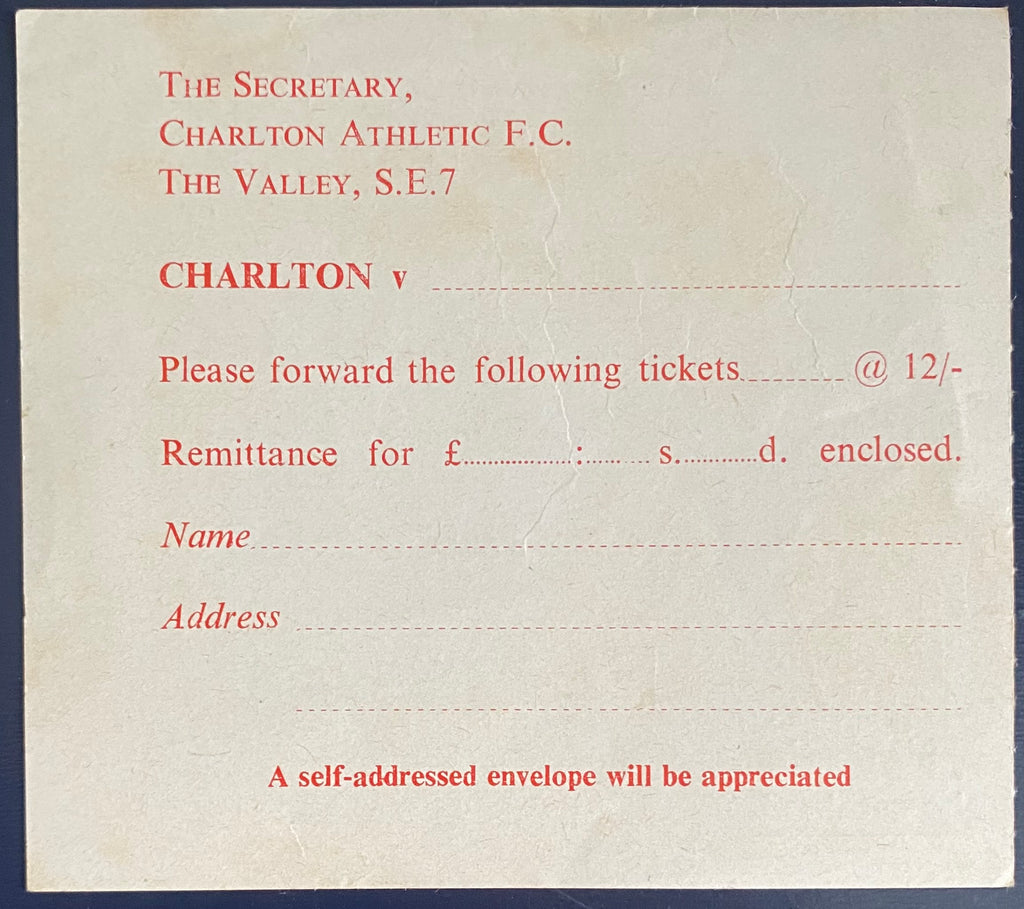 The Secretary,
Charlton Athletic F.C.
The Valley, S.E.7
CHARLTON v ........................................
Please forward the following tickets.......... @ 12/-
Remittance for £..............:......... s.............d. enclosed.
Name........................................
Address ........................................
........................................
A self-addressed envelope will be appreciated